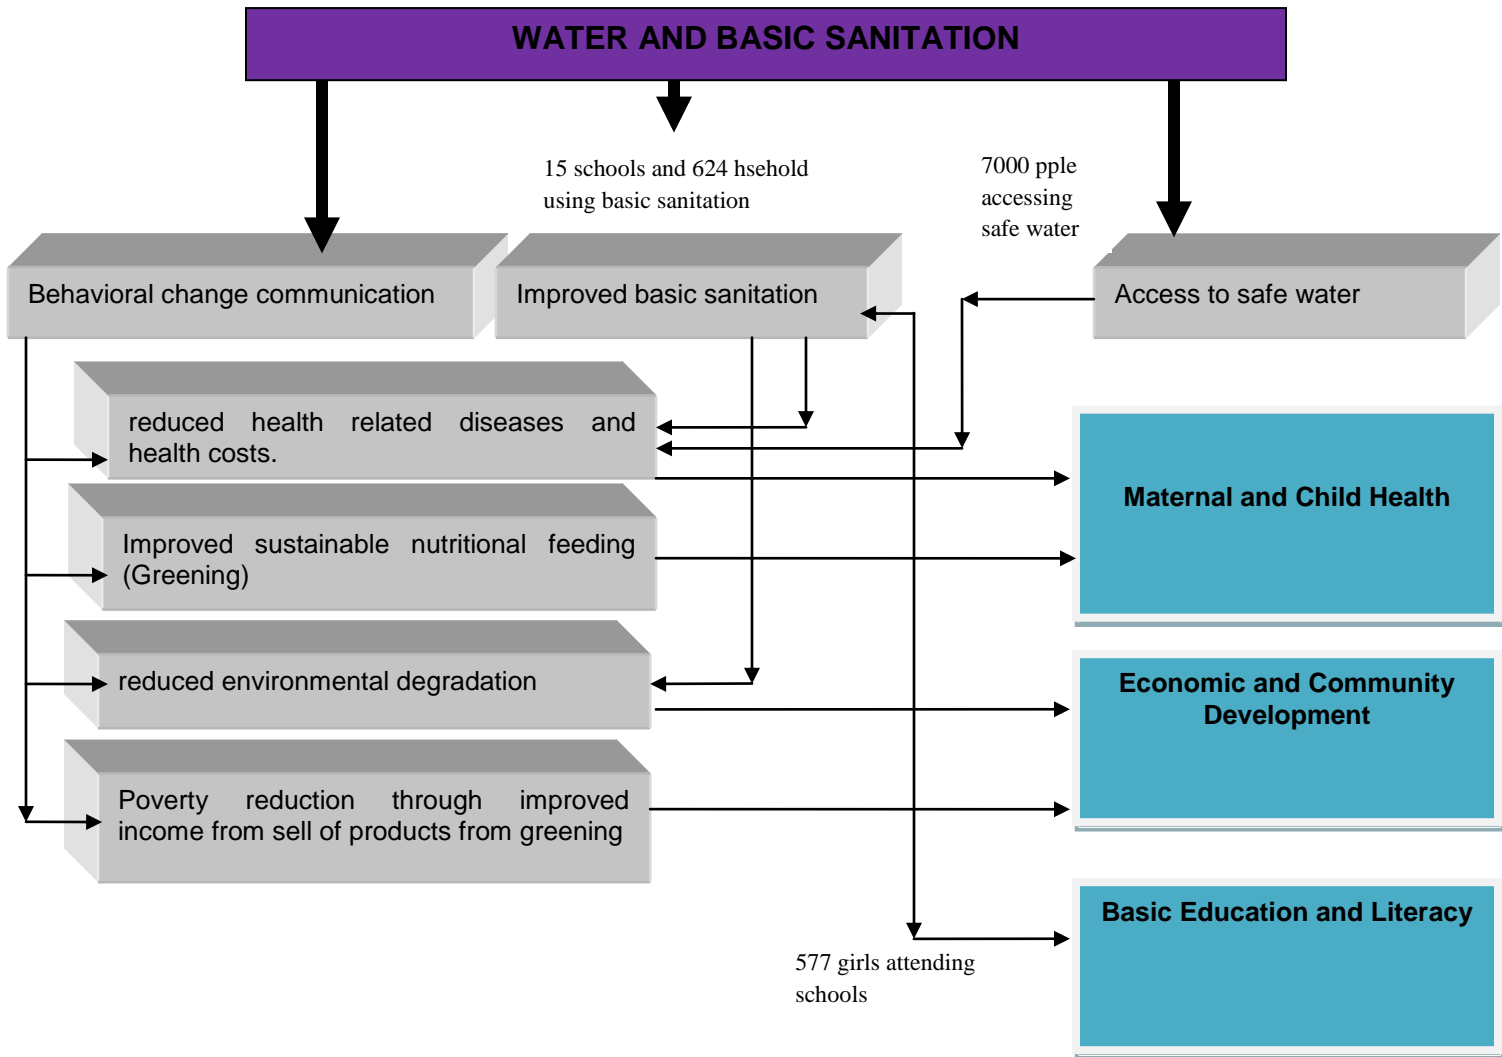 WATER AND BASIC SANITATION
15 schools and 624 hsehold
using basic sanitation
7000 pple
accessing
safe water
Behavioral change communication
Improved basic sanitation
Access to safe water
reduced health related diseases and
health costs.
Maternal and Child Health
Improved sustainable nutritional feeding
(Greening)
reduced environmental degradation
Economic and Community
Development
Poverty reduction through improved
income from sell of products from greening
Basic Education and Literacy
577 girls attending
schools